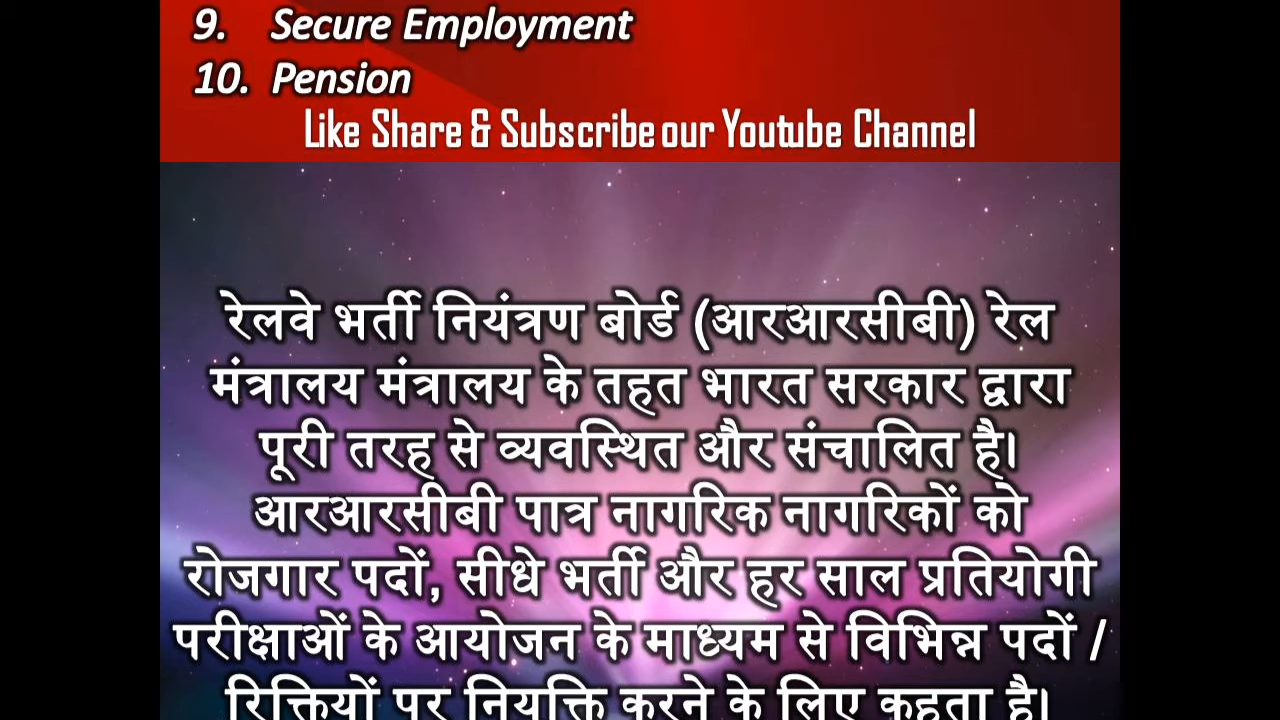 9. Secure Employment
10. Pension
Like Share & Subscribe our Youtube Channel
रेलवे भर्ती नियंत्रण बोर्ड (आरआरसीबी) रेल
मंत्रालय मंत्रालय के तहत भारत सरकार द्वारा
पूरी तरह से व्यवस्थित और संचालित है।
आरआरसीबी पात्र नागरिक नागरिकों को
रोजगार पदों, सीधे भर्ती और हर साल प्रतियोगी
परीक्षाओं के आयोजन के माध्यम से विभिन्न पदों /
रिक्तियों पर नियुक्ति करने के लिए कहता है।